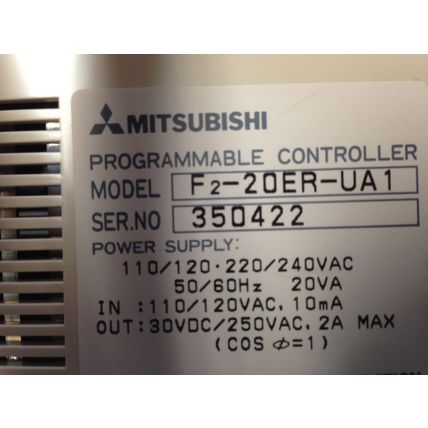 MITSUBISHI
PROGRAMMABLE CONTROLLER
MODEL F2-20ER-UA1
SER.NO 350422
POWER SUPPLY:
110/120·220/240VAC
50/60Hz 20VA
IN :110/120VAC, 10mA
OUT:30VDC/250VAC, 2A MAX
(COS ϕ=1)